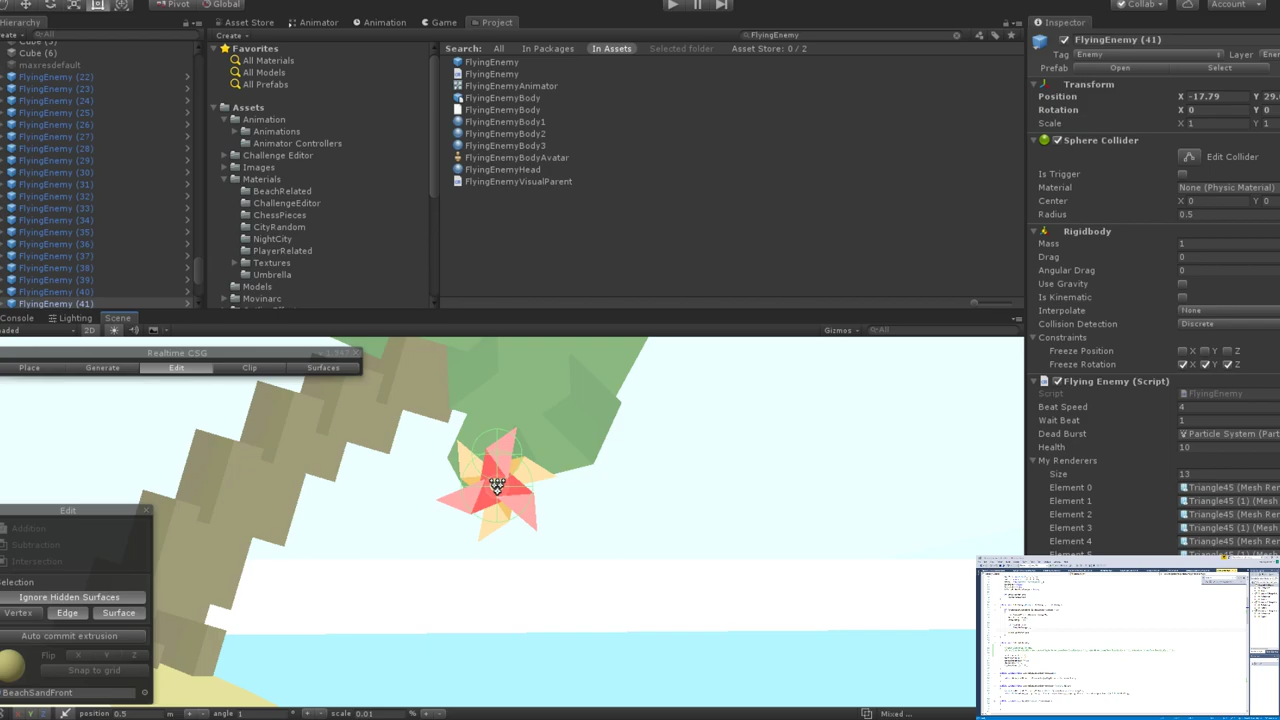 Pivot Global Collab Account
Hierarchy
Asset Store Animator Animation Game Project
Inspector
All
Cube (6)
maxresdefault
FlyingEnemy (22)
FlyingEnemy (23)
FlyingEnemy (24)
FlyingEnemy (25)
FlyingEnemy (26)
FlyingEnemy (27)
FlyingEnemy (28)
FlyingEnemy (29)
FlyingEnemy (30)
FlyingEnemy (31)
FlyingEnemy (32)
FlyingEnemy (33)
FlyingEnemy (34)
FlyingEnemy (35)
FlyingEnemy (36)
FlyingEnemy (37)
FlyingEnemy (38)
FlyingEnemy (39)
FlyingEnemy (40)
FlyingEnemy (41)
Create
FlyingEnemy
Favorites
All Materials
All Models
All Prefabs
Assets
Animation
Animations
Animator Controllers
Challenge Editor
Images
Materials
BeachRelated
ChallengeEditor
ChessPieces
CityRandom
NightCity
PlayerRelated
Textures
Umbrella
Models
Movinarc
Search: All In Packages In Assets Selected folder Asset Store: 0 / 2
FlyingEnemy
FlyingEnemy
FlyingEnemyAnimator
FlyingEnemyBody
FlyingEnemyBody
FlyingEnemyBody1
FlyingEnemyBody2
FlyingEnemyBody3
FlyingEnemyBodyAvatar
FlyingEnemyHead
FlyingEnemyVisualParent
FlyingEnemy (41)
Tag Enemy Layer
Prefab Open Select
Transform
Position X -17.79 Y 29.
Rotation X 0 Y 0
Scale X 1 Y 1
Sphere Collider
Edit Collider
Is Trigger
Material None (Physic Material)
Center X 0 Y 0
Radius 0.5
Rigidbody
Mass 1
Drag 0
Angular Drag 0
Use Gravity
Is Kinematic
Interpolate None
Collision Detection Discrete
Constraints
Freeze Position X Y Z
Freeze Rotation X Y Z
Flying Enemy (Script)
Script FlyingEnemy
Beat Speed 4
Wait Beat 1
Dead Burst Particle System (Part
Health 10
My Renderers
Size 13
Element 0 Triangle45 (Mesh Ren
Element 1 Triangle45 (1) (Mesh
Element 2 Triangle45 (Mesh Ren
Element 3 Triangle45 (1) (Mesh
Element 4 Triangle45 (Mesh Ren
Console Lighting Scene
2D Gizmos All
Realtime CSG
Place Generate Edit Clip Surfaces
Edit
Addition
Subtraction
Intersection
Selection
Ignore Hidden Surfaces
Vertex Edge Surface
Auto commit extrusion
Flip X Y Z
Snap to grid
BeachSandFront
X Y Z position 0.5 m - + angle 1 - + scale 0.01 % - + Mixed ...